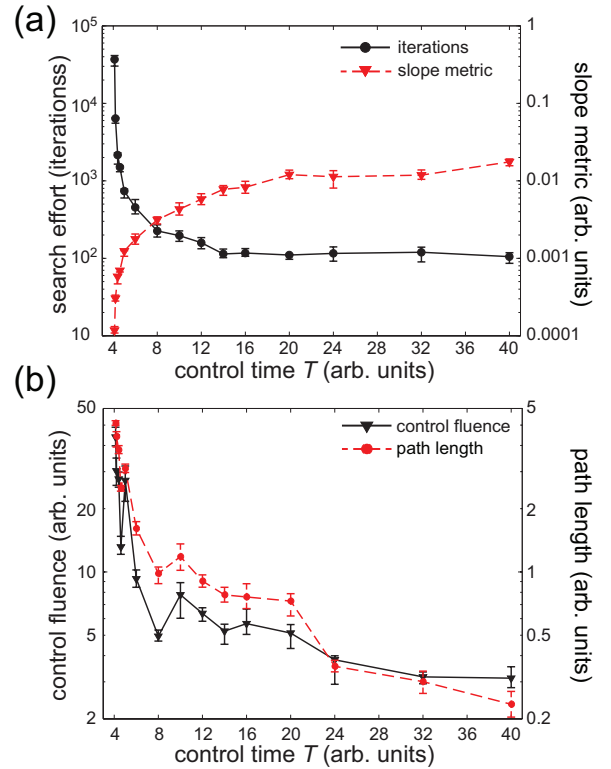 (a)
10^5
10^4
10^3
10^2
10
search effort (iterationss)
iterations
slope metric
1
0.1
0.01
0.001
0.0001
slope metric (arb. units)
4 8 12 16 20 24 28 32 36 40
control time T (arb. units)
(b)
50
20
10
5
2
control fluence (arb. units)
control fluence
path length
5
2
1
0.5
0.2
path length (arb. units)
4 8 12 16 20 24 28 32 36 40
control time T (arb. units)